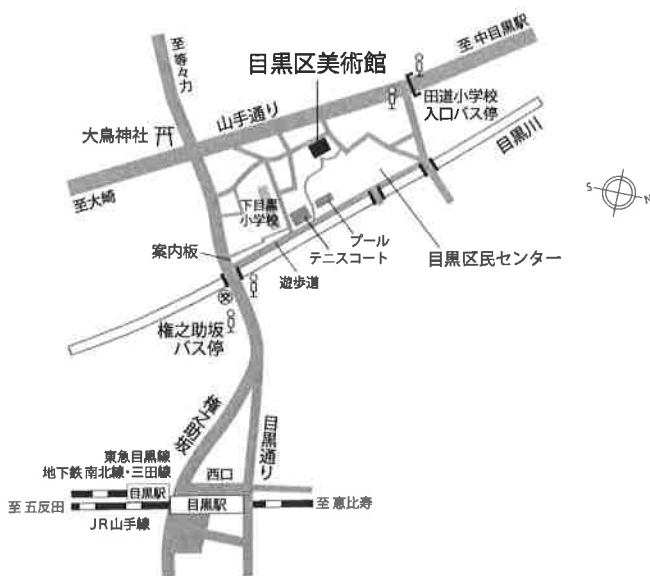 至中目黒駅
至等々力
目黒区美術館
山手通り
田道小学校
入口バス停
大鳥神社
目黒川
至大崎
下目黒
小学校
S
N
プール
テニスコート
目黒区民センター
案内板
遊歩道
権之助坂
バス停
権之助坂
目黒通り
東急目黒線
地下鉄南北線・三田線
西口
目黒駅
目黒駅
至五反田
至恵比寿
JR山手線